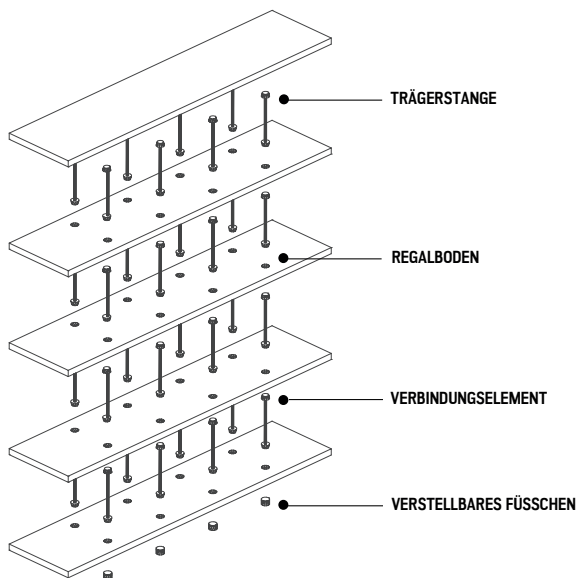 TRÄGERSTANGE
REGALBODEN
VERBINDUNGSELEMENT
VERSTELLBARES FÜSSCHEN